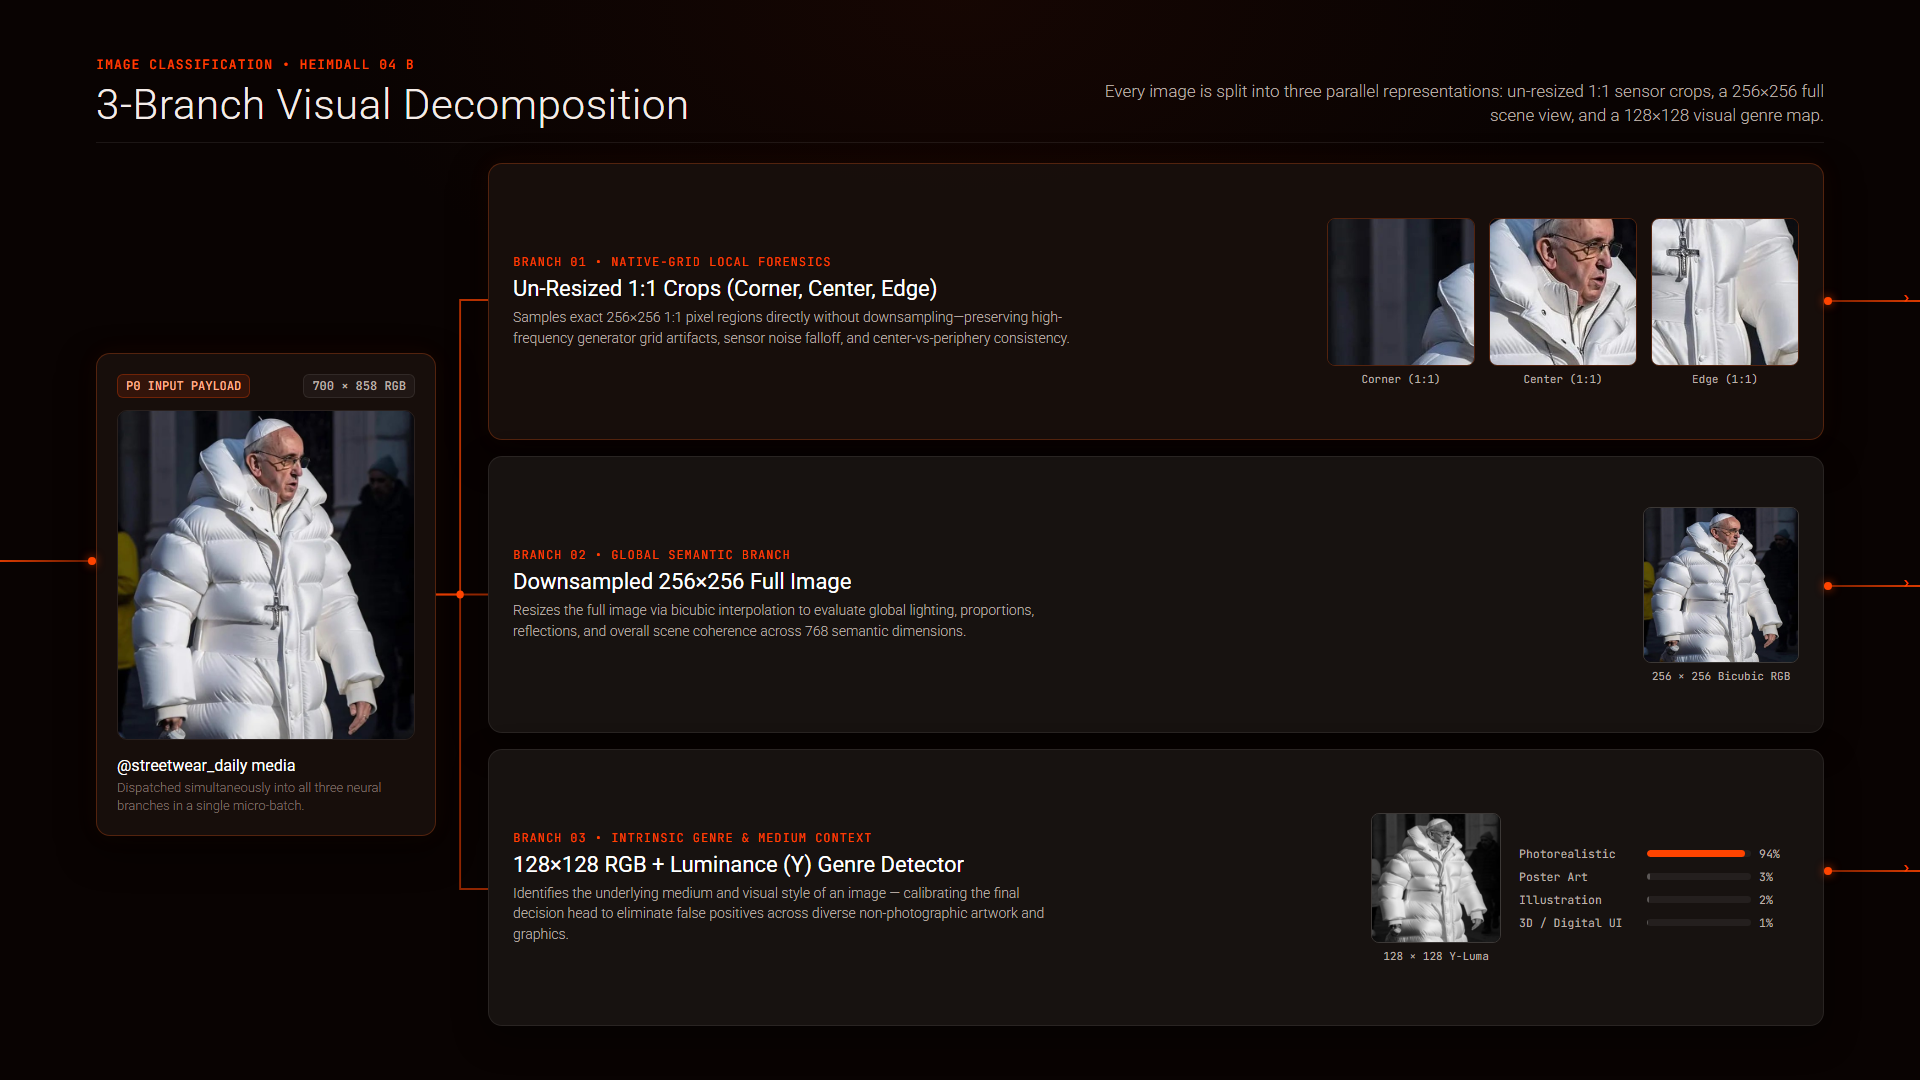 IMAGE CLASSIFICATION • HEIMDALL 04 B
3-Branch Visual Decomposition
Every image is split into three parallel representations: un-resized 1:1 sensor crops, a 256×256 full
scene view, and a 128×128 visual genre map.
P0 INPUT PAYLOAD
700 × 858 RGB
@streetwear_daily media
Dispatched simultaneously into all three neural
branches in a single micro-batch.
BRANCH 01 • NATIVE-GRID LOCAL FORENSICS
Un-Resized 1:1 Crops (Corner, Center, Edge)
Samples exact 256×256 1:1 pixel regions directly without downsampling—preserving high-
frequency generator grid artifacts, sensor noise falloff, and center-vs-periphery consistency.
Corner (1:1)
Center (1:1)
Edge (1:1)
BRANCH 02 • GLOBAL SEMANTIC BRANCH
Downsampled 256×256 Full Image
Resizes the full image via bicubic interpolation to evaluate global lighting, proportions,
reflections, and overall scene coherence across 768 semantic dimensions.
256 × 256 Bicubic RGB
BRANCH 03 • INTRINSIC GENRE & MEDIUM CONTEXT
128×128 RGB + Luminance (Y) Genre Detector
Identifies the underlying medium and visual style of an image — calibrating the final
decision head to eliminate false positives across diverse non-photographic artwork and
graphics.
128 × 128 Y-Luma
Photorealistic 94%
Poster Art 3%
Illustration 2%
3D / Digital UI 1%